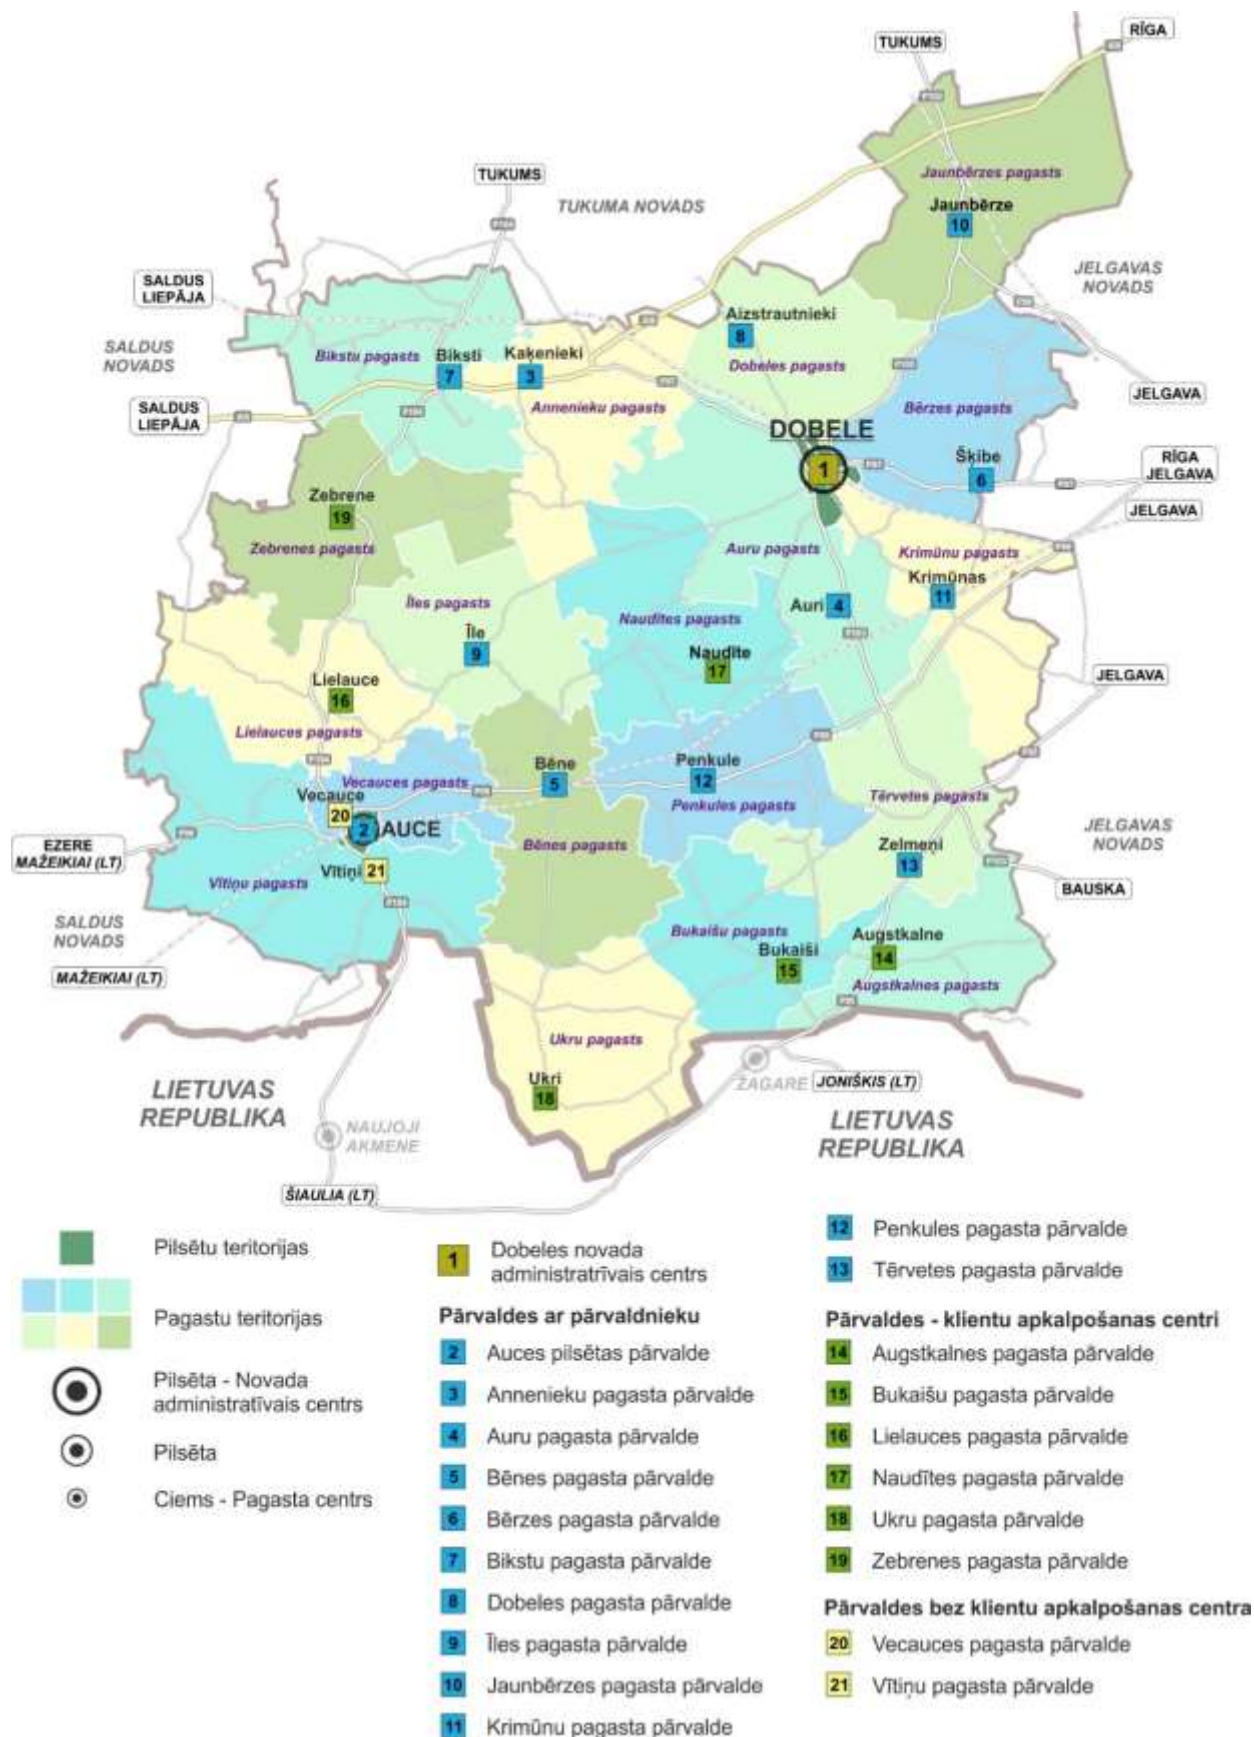 RĪGA
TUKUMS
TUKUMS
TUKUMA NOVADS
Jaunbērzes pagasts
Jaunbērze
10
JELGAVAS
NOVADS
SALDUS
LIEPĀJA
SALDUS
NOVADS
Aizstrautnieki
8
Bikstu pagasts
Biksti
7
Kaķenieki
3
Dobeles pagasts
JELGAVA
SALDUS
LIEPĀJA
Annenieku pagasts
Bērzes pagasts
DOBELE
1
Šķibe
6
RĪGA
JELGAVA
JELGAVA
Zebrene
19
Zebrenes pagasts
Auru pagasts
Krimūnu pagasts
Krimūnas
11
Īles pagasts
Auri 4
Naudītes pagasts
Īle
9
Naudīte
17
JELGAVA
Lielauce
16
Lielauces pagasts
Vecauces pagasts
Bēne
5
Penkule
12
Penkules pagasts
Tērvetes pagasts
Vecauce
20
2 AUCE
EZERE
MAŽEIKIAI (LT)
Bēnes pagasts
Zelmeņi
13
JELGAVAS
NOVADS
Vītiņi 21
Vītiņu pagasts
BAUSKA
SALDUS
NOVADS
Bukaišu pagasts
Bukaiši
15
Augstkalne
14
MAŽEIKIAI (LT)
Augstkalnes pagasts
Ukru pagasts
Ukri
18
ŽAGARE
JONIŠKIS (LT)
LIETUVAS
REPUBLIKA
LIETUVAS
REPUBLIKA
NAUJOJI
AKMENE
ŠIAULIA (LT)
Pilsētu teritorijas
Pagastu teritorijas
Pilsēta - Novada
administratīvais centrs
Pilsēta
Ciems - Pagasta centrs
1 Dobeles novada
administratrīvais centrs
Pārvaldes ar pārvaldnieku
2 Auces pilsētas pārvalde
3 Annenieku pagasta pārvalde
4 Auru pagasta pārvalde
5 Bēnes pagasta pārvalde
6 Bērzes pagasta pārvalde
7 Bikstu pagasta pārvalde
8 Dobeles pagasta pārvalde
9 Īles pagasta pārvalde
10 Jaunbērzes pagasta pārvalde
11 Krimūnu pagasta pārvalde
12 Penkules pagasta pārvalde
13 Tērvetes pagasta pārvalde
Pārvaldes - klientu apkalpošanas centri
14 Augstkalnes pagasta pārvalde
15 Bukaišu pagasta pārvalde
16 Lielauces pagasta pārvalde
17 Naudītes pagasta pārvalde
18 Ukru pagasta pārvalde
19 Zebrenes pagasta pārvalde
Pārvaldes bez klientu apkalpošanas centra
20 Vecauces pagasta pārvalde
21 Vītiņu pagasta pārvalde